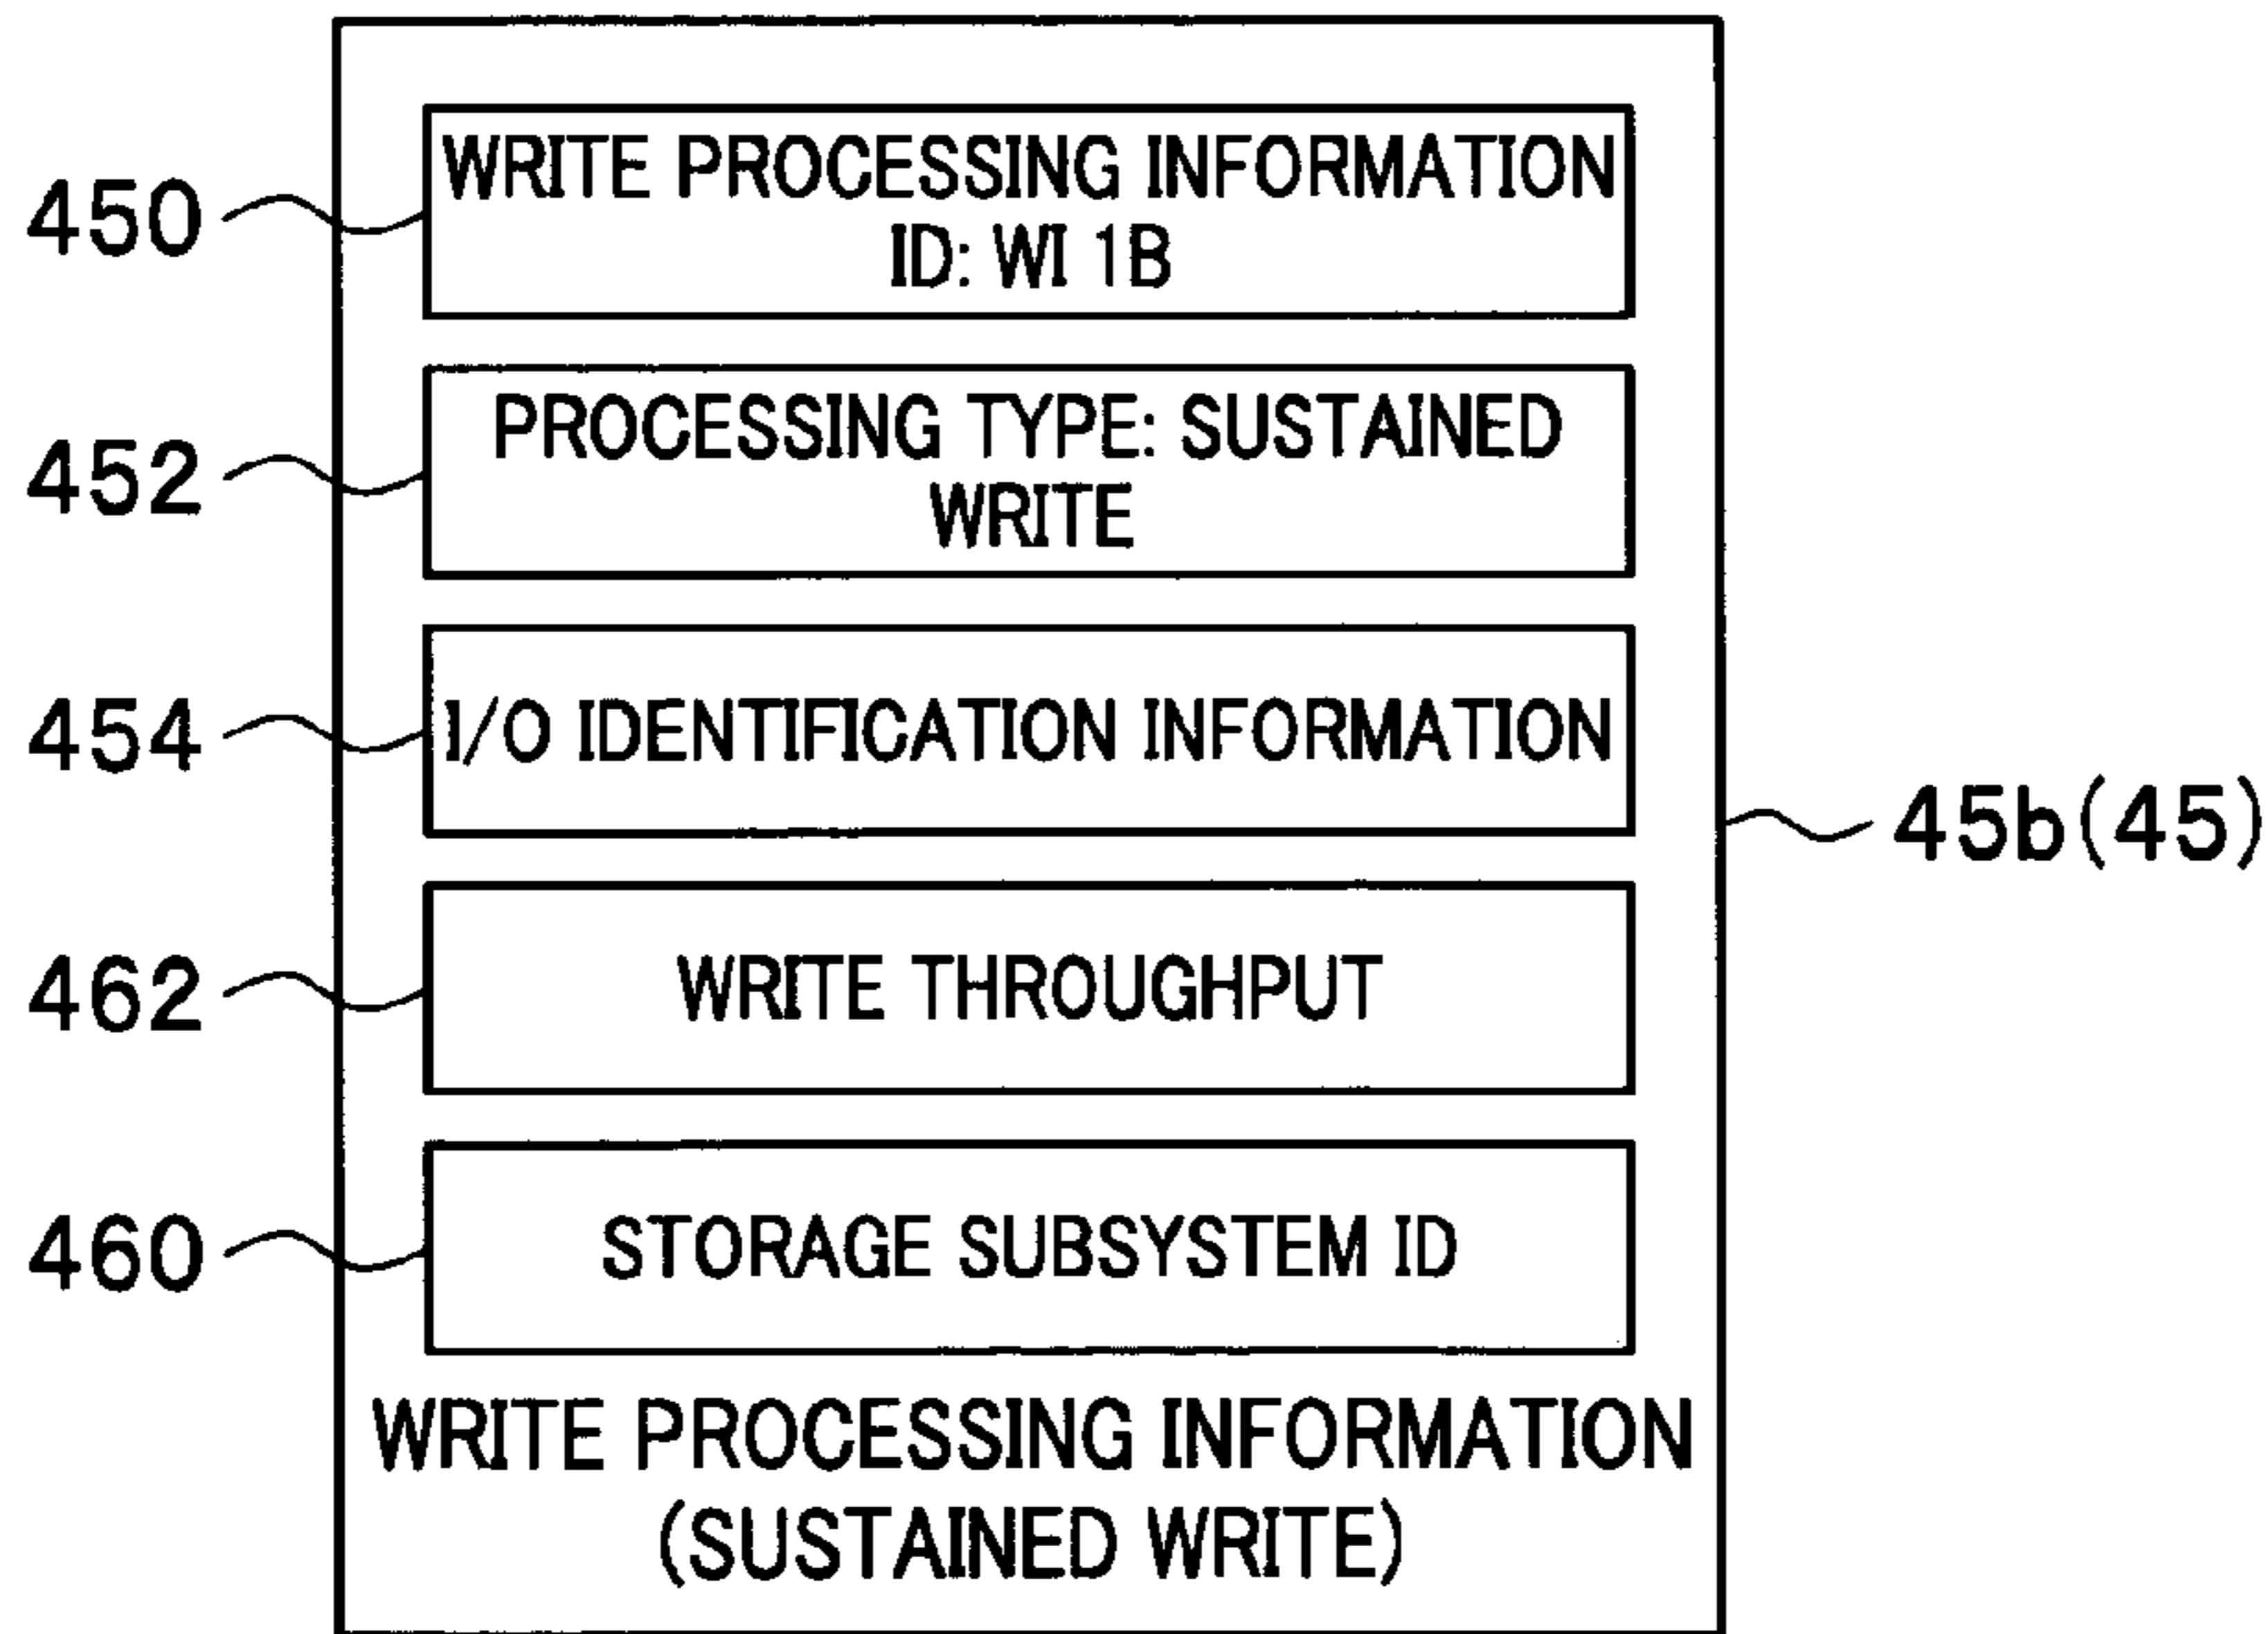 450
WRITE PROCESSING INFORMATION
ID: WI 1B
452
PROCESSING TYPE: SUSTAINED
WRITE
454
I/O IDENTIFICATION INFORMATION
45b(45)
462
WRITE THROUGHPUT
460
STORAGE SUBSYSTEM ID
WRITE PROCESSING INFORMATION
(SUSTAINED WRITE)